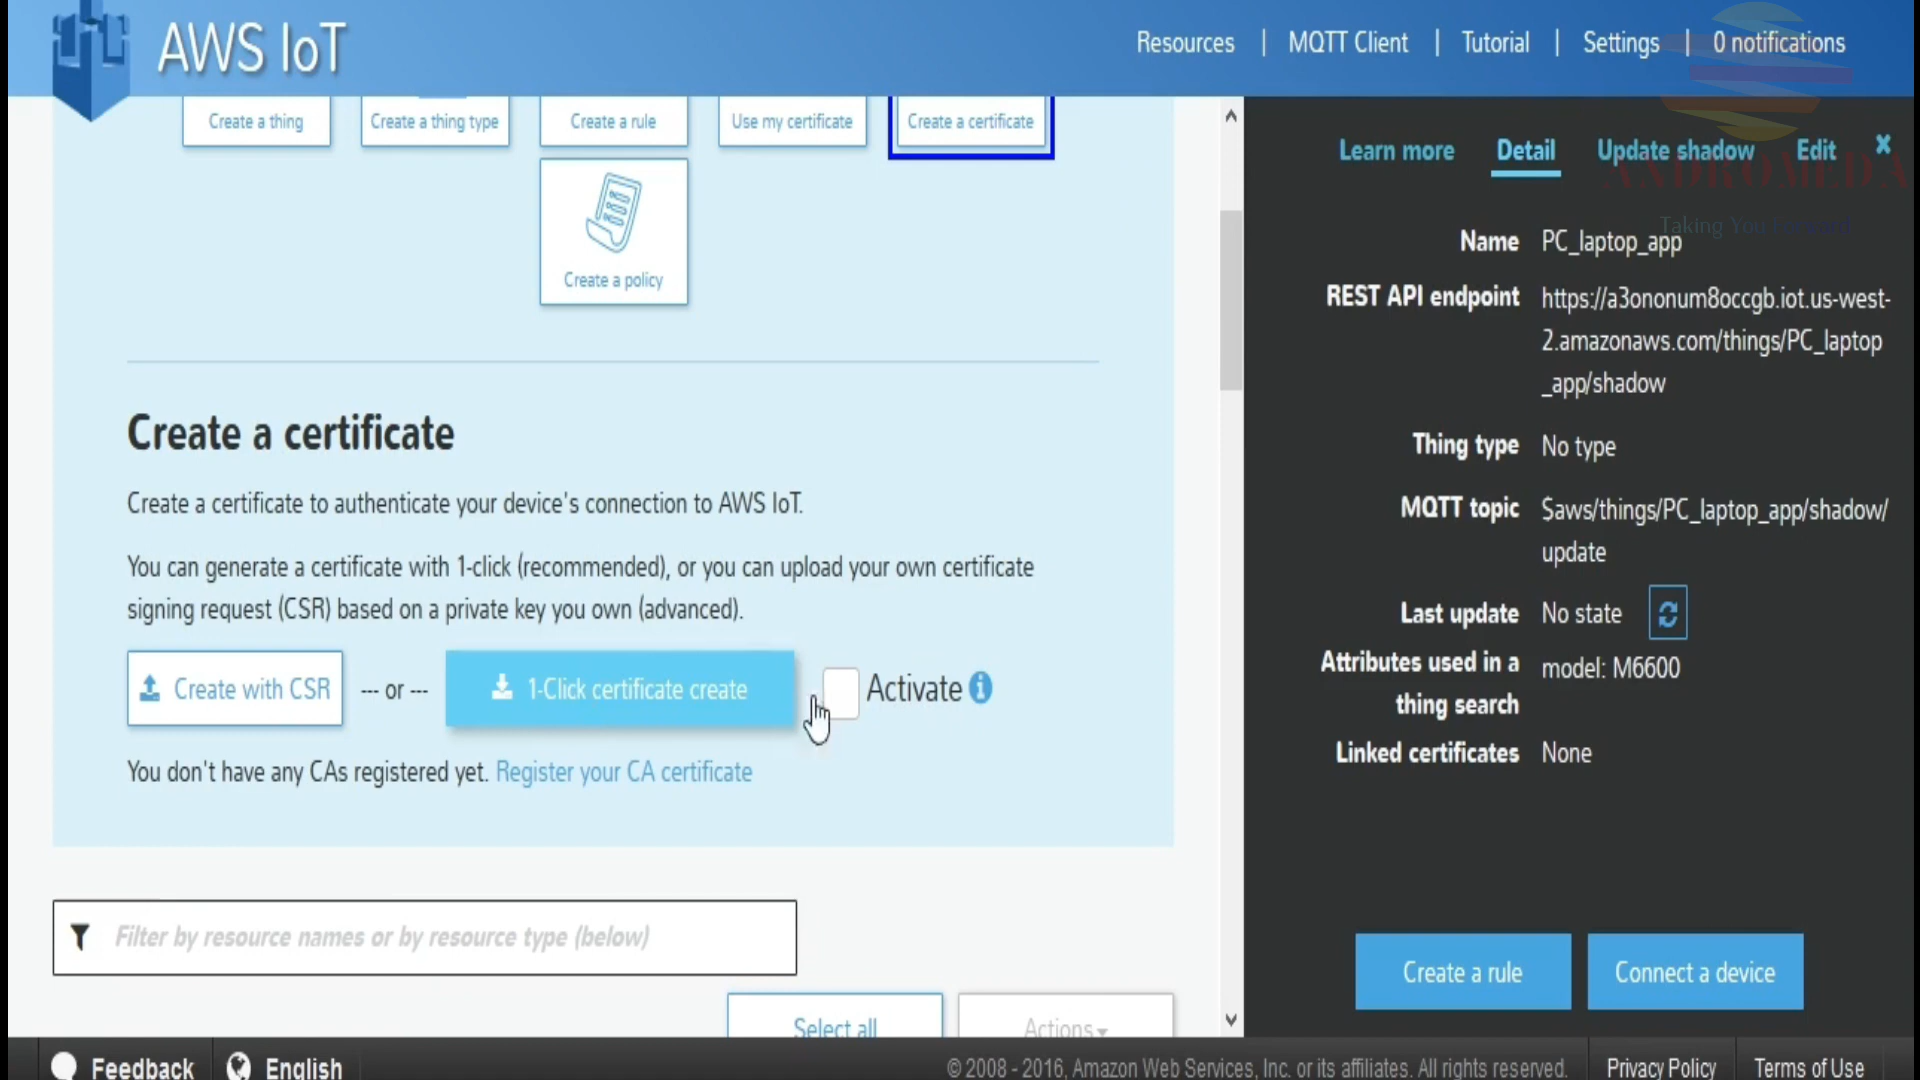 AWS IoT
Resources | MQTT Client | Tutorial | Settings | 0 notifications
Create a thing
Create a thing type
Create a rule
Use my certificate
Create a certificate
Create a policy
Create a certificate
Create a certificate to authenticate your device's connection to AWS IoT.
You can generate a certificate with 1-click (recommended), or you can upload your own certificate
signing request (CSR) based on a private key you own (advanced).
Create with CSR --- or --- 1-Click certificate create Activate
You don't have any CAs registered yet. Register your CA certificate
Filter by resource names or by resource type (below)
Select all Actions
Learn more Detail Update shadow Edit
ANDROMEDA
Taking You
Name PC_laptop_app
REST API endpoint https://a3ononum8occgb.iot.us-west-
2.amazonaws.com/things/PC_laptop
_app/shadow
Thing type No type
MQTT topic $aws/things/PC_laptop_app/shadow/
update
Last update No state
Attributes used in a
thing search
model: M6600
Linked certificates None
Create a rule Connect a device
Feedback English
© 2008 - 2016, Amazon Web Services, Inc. or its affiliates. All rights reserved. Privacy Policy Terms of Use